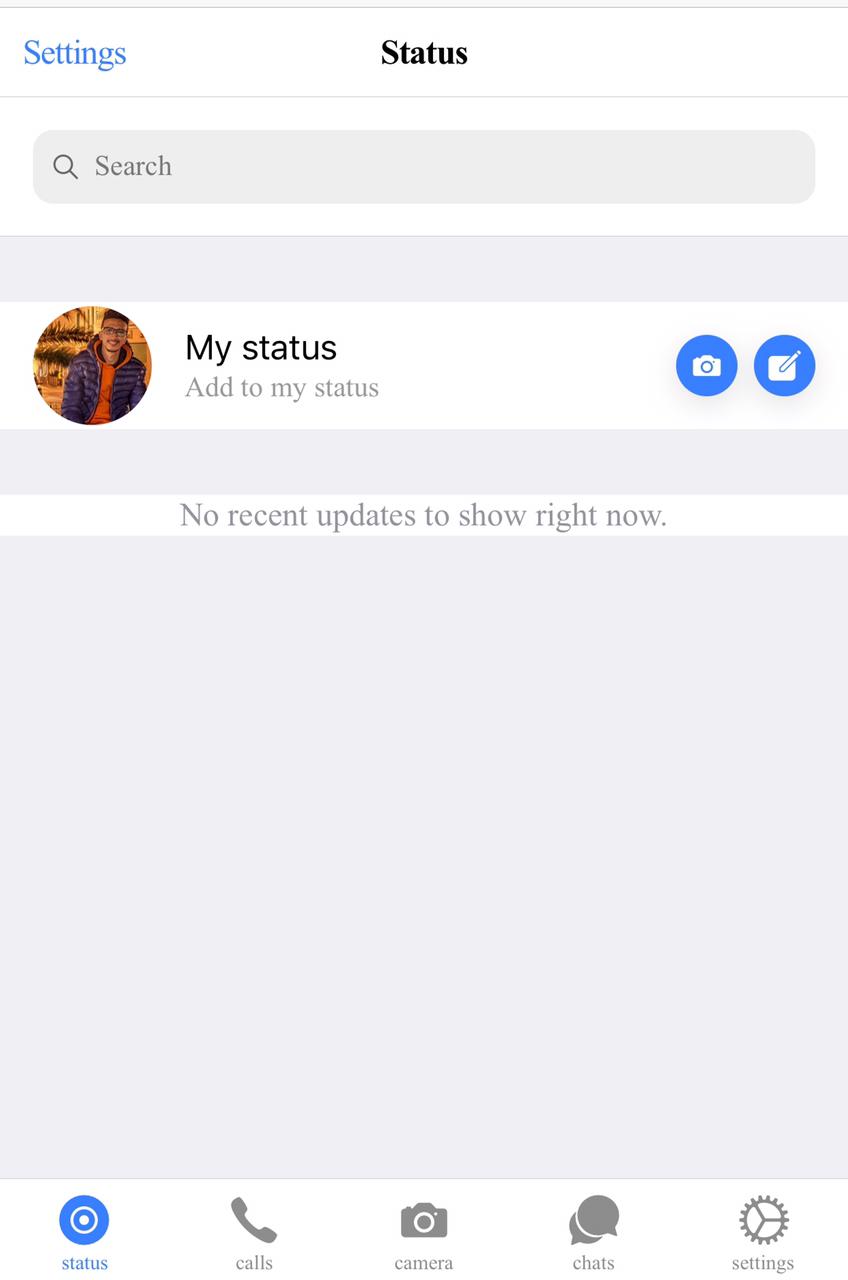 Settings
Status
Search
My status
Add to my status
No recent updates to show right now.
status
calls
camera
chats
settings